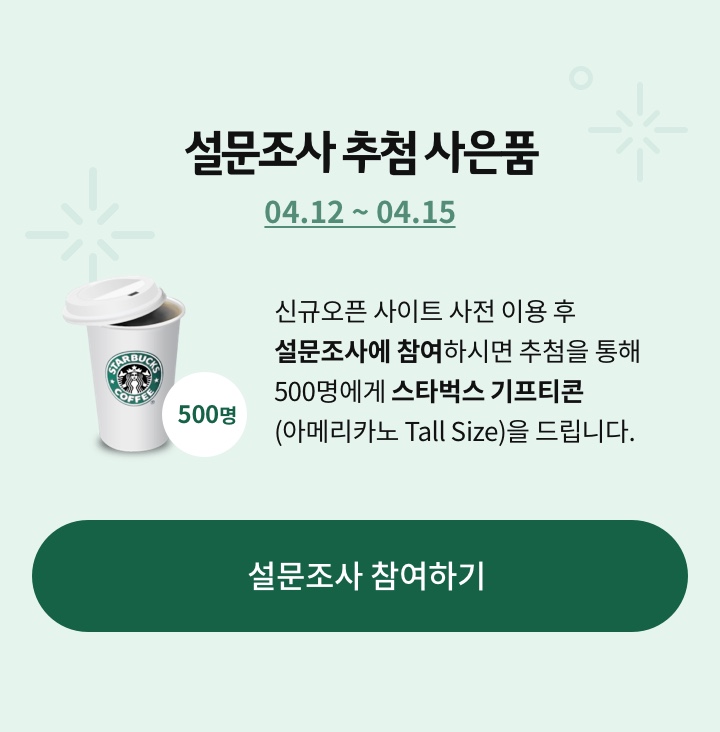 설문조사 추첨 사은품
04.12 ~ 04.15
신규오픈 사이트 사전 이용 후
설문조사에 참여하시면 추첨을 통해
500명에게 스타벅스 기프티콘
(아메리카노 Tall Size)을 드립니다.
STARBUCKS
COFFEE
500명
설문조사 참여하기